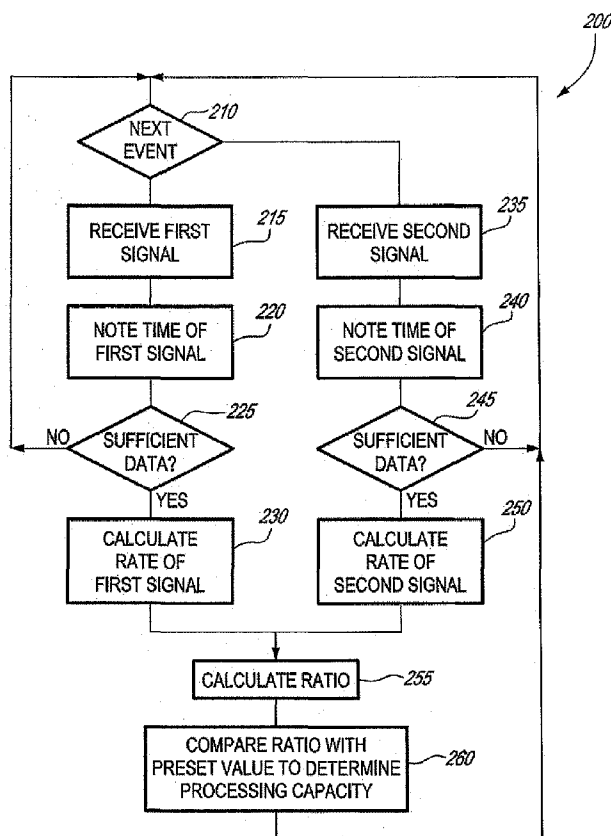 200
NEXT
EVENT
210
RECEIVE FIRST
SIGNAL
215
RECEIVE SECOND
SIGNAL
235
NOTE TIME OF
FIRST SIGNAL
220
NOTE TIME OF
SECOND SIGNAL
240
NO
SUFFICIENT
DATA?
225
YES
SUFFICIENT
DATA?
245
NO
YES
CALCULATE
RATE OF
FIRST SIGNAL
230
CALCULATE
RATE OF
SECOND SIGNAL
250
CALCULATE RATIO
255
COMPARE RATIO WITH
PRESET VALUE TO DETERMINE
PROCESSING CAPACITY
260